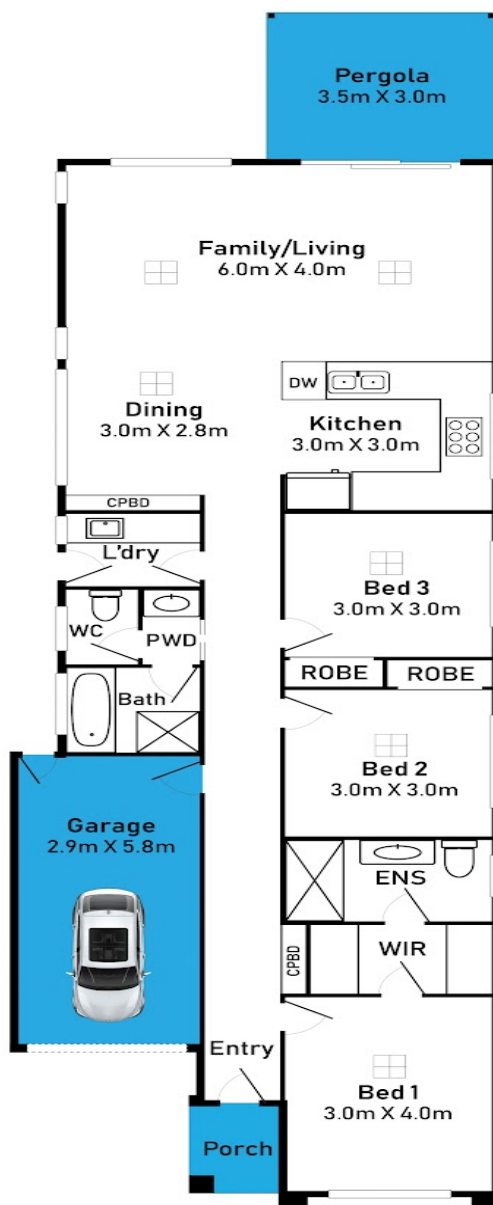 Pergola
3.5m X 3.0m
Family/Living
6.0m X 4.0m
Dining
3.0m X 2.8m
DW
Kitchen
3.0m X 3.0m
CPBD
L'dry
Bed 3
3.0m X 3.0m
WC
PWD
ROBE
ROBE
Bath
Bed 2
3.0m X 3.0m
Garage
2.9m X 5.8m
ENS
CPBD
WIR
Entry
Bed 1
3.0m X 4.0m
Porch